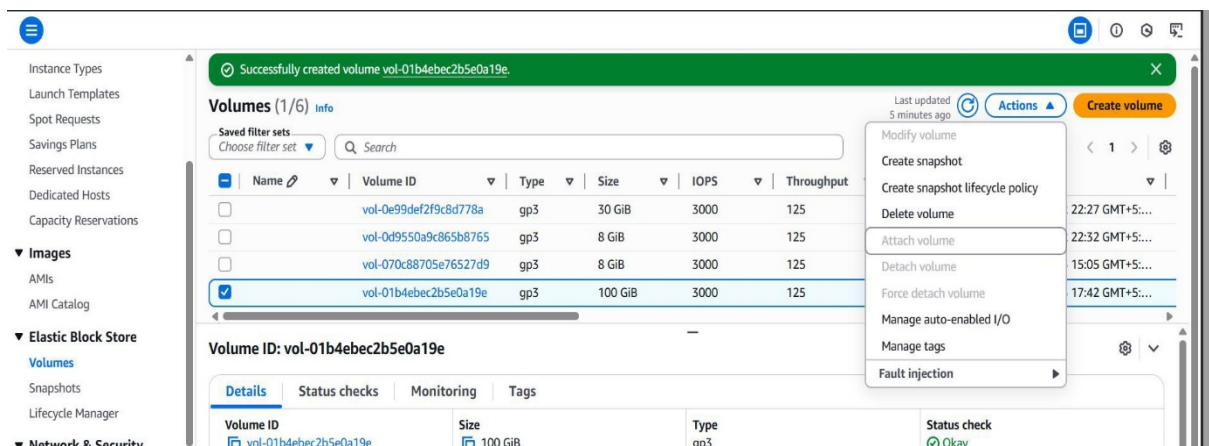 Instance Types
Launch Templates
Spot Requests
Savings Plans
Reserved Instances
Dedicated Hosts
Capacity Reservations
▼ Images
AMIs
AMI Catalog
▼ Elastic Block Store
Volumes
Snapshots
Lifecycle Manager
▼ Network & Security
Successfully created volume vol-01b4ebec2b5e0a19e.
Volumes (1/6) Info
Last updated
5 minutes ago
Actions ▲
Create volume
Saved filter sets
Choose filter set ▼
Search
1
Name Volume ID Type Size IOPS Throughput
vol-0e99def2f9c8d778a gp3 30 GiB 3000 125 22:27 GMT+5:...
vol-0d9550a9c865b8765 gp3 8 GiB 3000 125 22:32 GMT+5:...
vol-070c88705e76527d9 gp3 8 GiB 3000 125 15:05 GMT+5:...
vol-01b4ebec2b5e0a19e gp3 100 GiB 3000 125 17:42 GMT+5:...
Modify volume
Create snapshot
Create snapshot lifecycle policy
Delete volume
Attach volume
Detach volume
Force detach volume
Manage auto-enabled I/O
Manage tags
Fault injection
Volume ID: vol-01b4ebec2b5e0a19e
Details Status checks Monitoring Tags
Volume ID Size Type Status check
vol-01b4ebec2b5e0a19e 100 GiB gp3 Okay